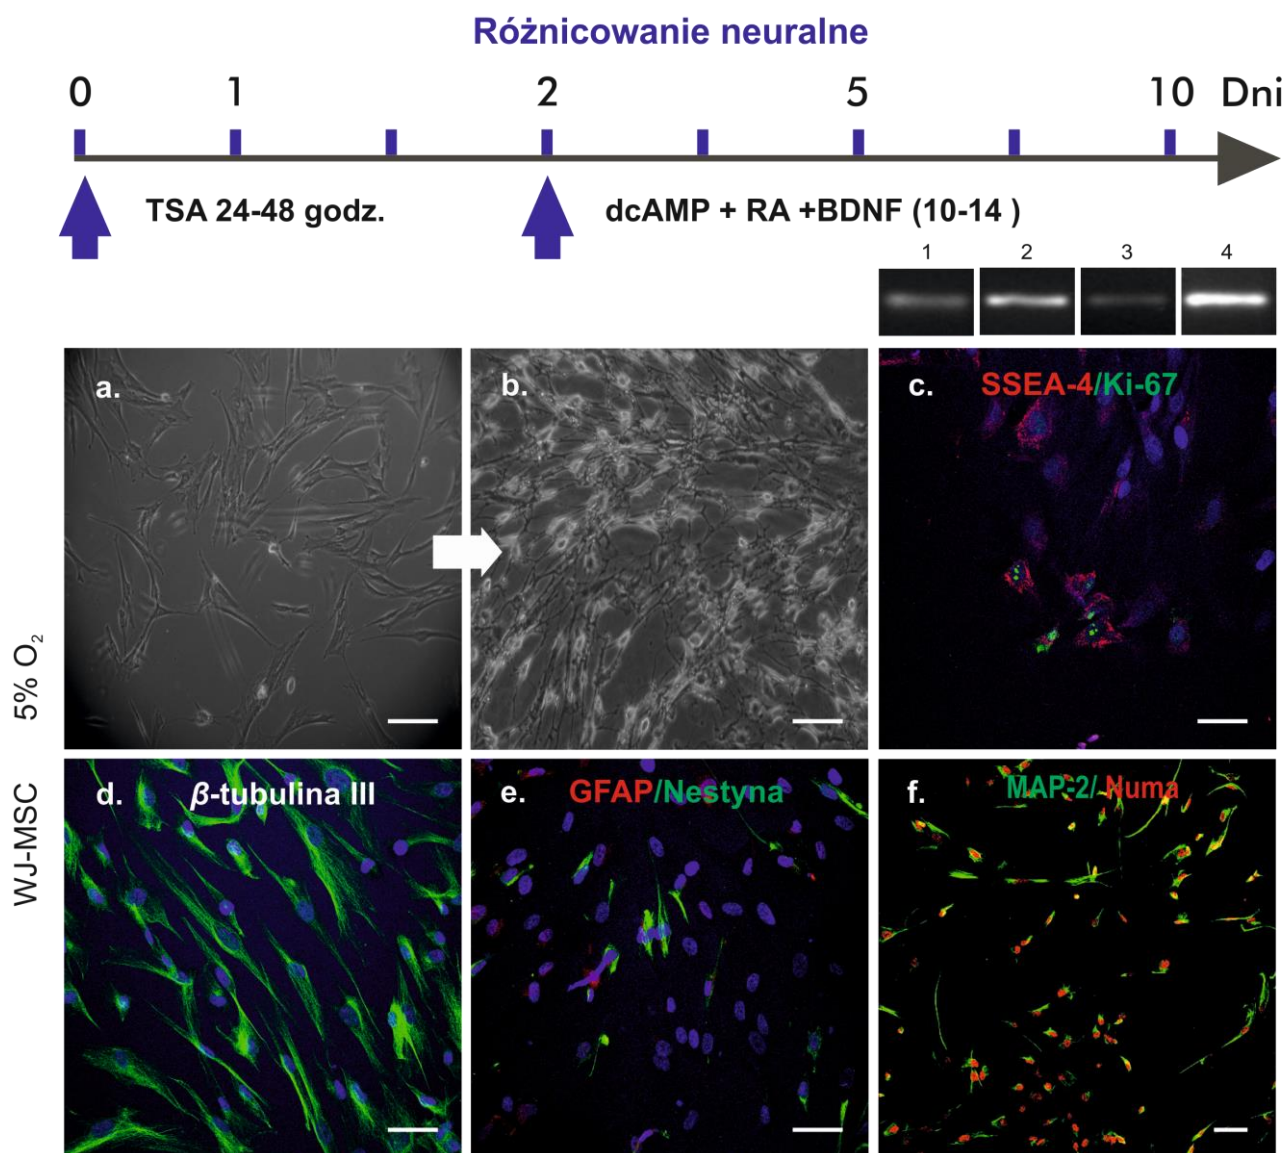 Różnicowanie neuralne
0 1 2 5 10 Dni
TSA 24-48 godz.
dcAMP + RA +BDNF (10-14 )
1 2 3 4
a.
b.
c. SSEA-4/Ki-67
5% O₂
WJ-MSC
d. β-tubulina III
e. GFAP/Nestyna
f. MAP-2/ Numa